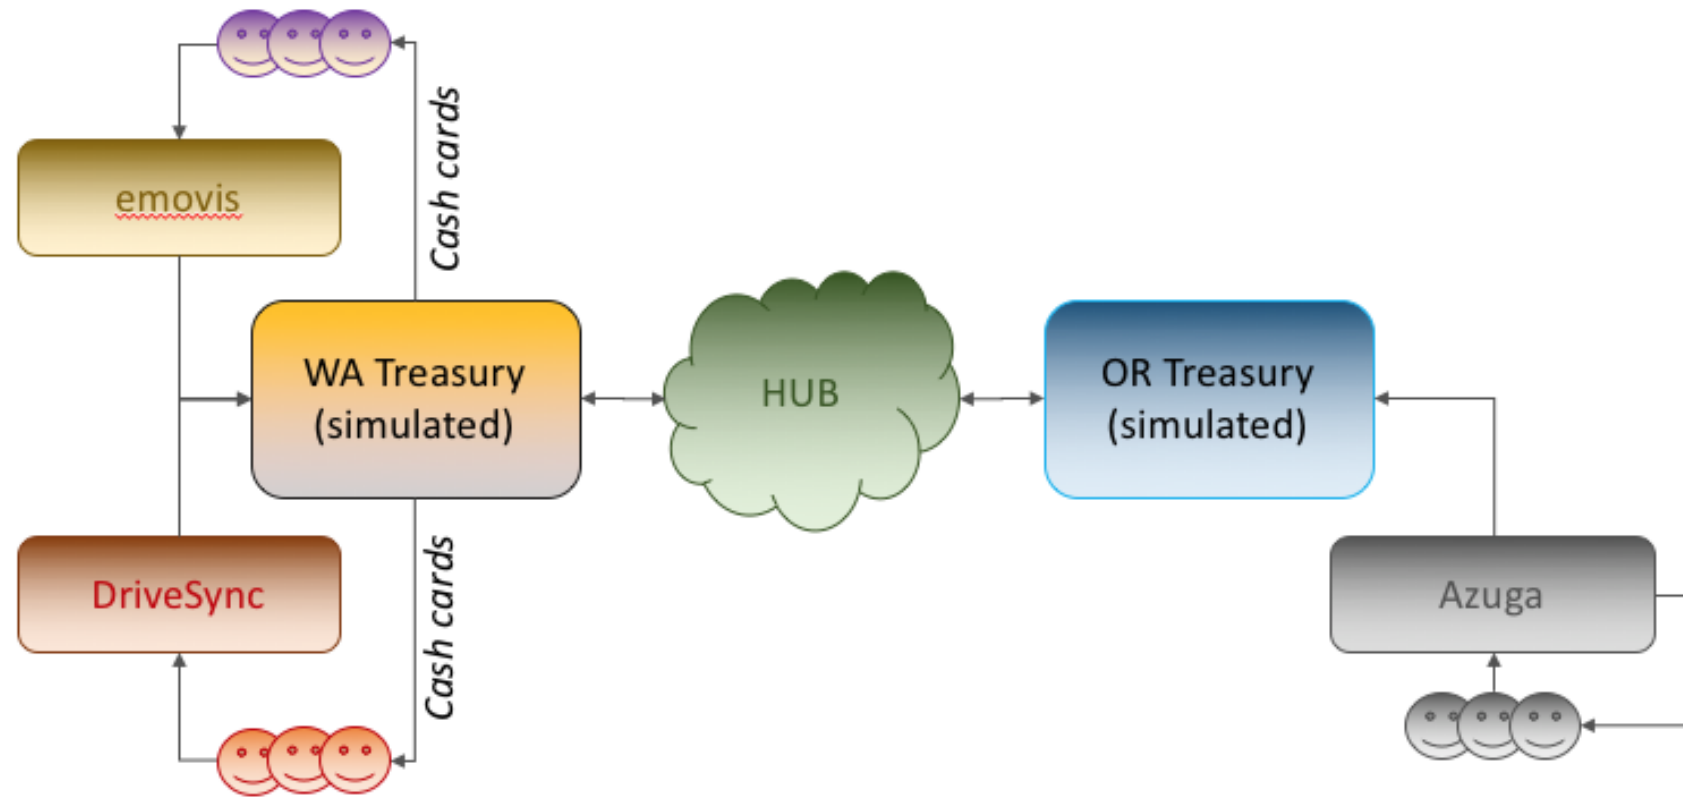 Cash cards
emovis
WA Treasury
(simulated)
HUB
OR Treasury
(simulated)
DriveSync
Cash cards
Azuga